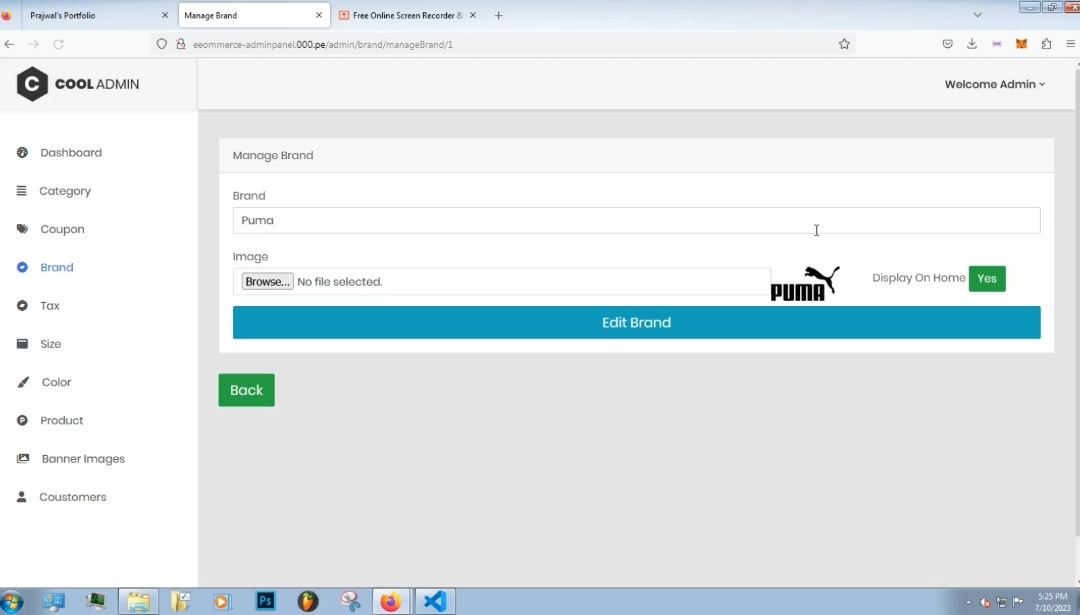 Prajwal's Portfolio
Manage Brand
Free Online Screen Recorder &
eeommerce-adminpanel.000.pe/admin/brand/manageBrand/1
C COOL ADMIN
Welcome Admin
Dashboard
Category
Coupon
Brand
Tax
Size
Color
Product
Banner Images
Coustomers
Manage Brand
Brand
Puma
Image
Browse... No file selected.
PUMA
Display On Home Yes
Edit Brand
Back
Ps
5:25 PM
7/10/2023